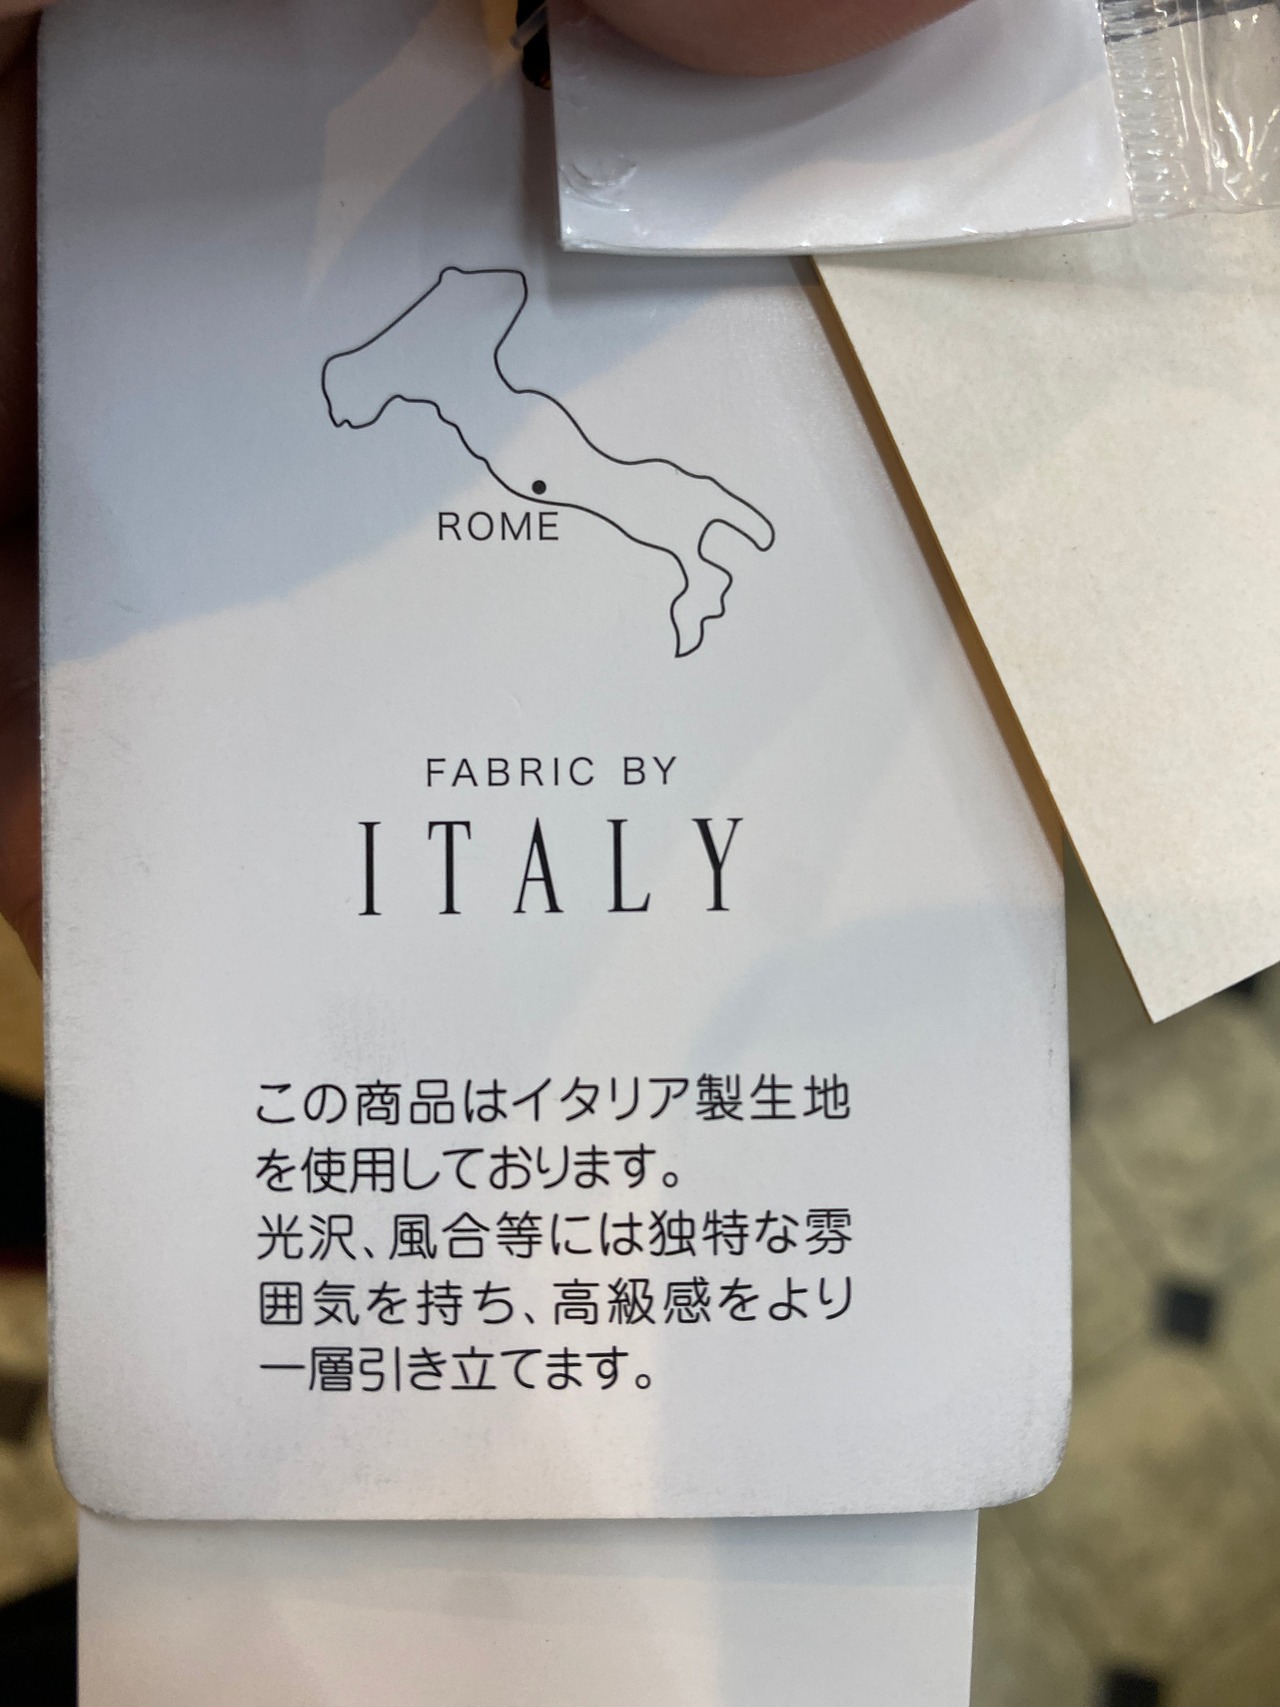 ROME
FABRIC BY
ITALY
この商品はイタリア製生地
を使用しております。
光沢、風合等には独特な雰
囲気を持ち、高級感をより
一層引き立てます。